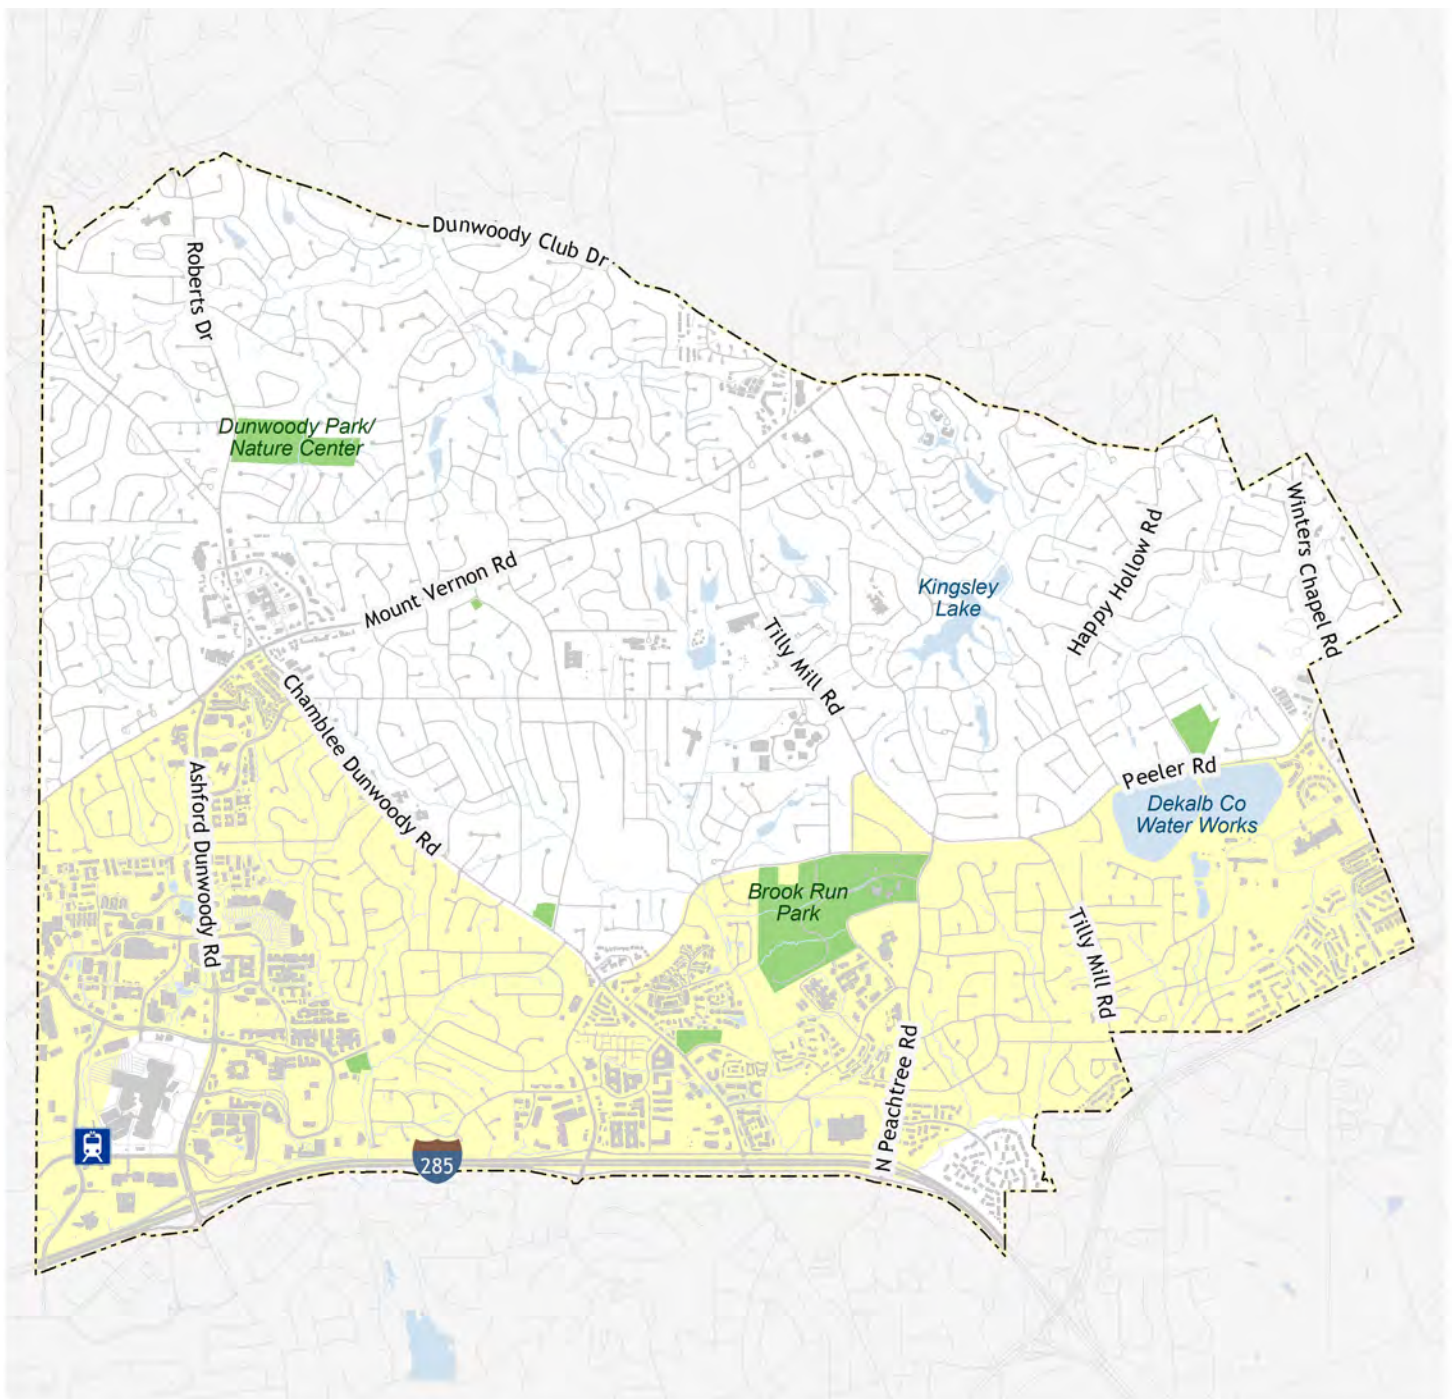 Dunwoody Club Dr
Roberts Dr
Dunwoody Park/
Nature Center
Winters Chapel Rd
Happy Hollow Rd
Mount Vernon Rd
Kingsley
Lake
Tilly Mill Rd
Chamblee Dunwoody Rd
Peeler Rd
Ashford Dunwoody Rd
Dekalb Co
Water Works
Brook Run
Park
Tilly Mill Rd
N Peachtree Rd
285